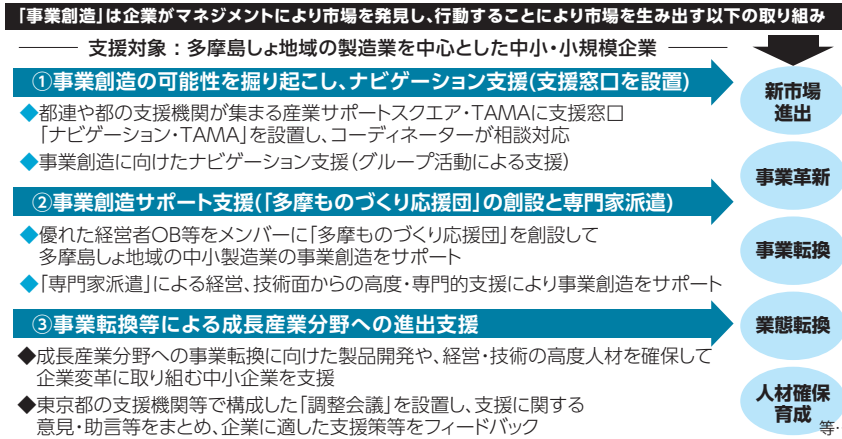 「事業創造」は企業がマネジメントにより市場を発見し、行動することにより市場を生み出す以下の取り組み
支援対象：多摩島しょ地域の製造業を中心とした中小・小規模企業
①事業創造の可能性を掘り起こし、ナビゲーション支援(支援窓口を設置)
◆都連や都の支援機関が集まる産業サポートスクエア・TAMAに支援窓口
「ナビゲーション・TAMA」を設置し、コーディネーターが相談対応
◆事業創造に向けたナビゲーション支援(グループ活動による支援)
②事業創造サポート支援(「多摩ものづくり応援団」の創設と専門家派遣)
◆優れた経営者OB等をメンバーに「多摩ものづくり応援団」を創設して
多摩島しょ地域の中小製造業の事業創造をサポート
◆「専門家派遣」による経営、技術面からの高度・専門的支援により事業創造をサポート
③事業転換等による成長産業分野への進出支援
◆成長産業分野への事業転換に向けた製品開発や、経営・技術の高度人材を確保して
企業変革に取り組む中小企業を支援
◆東京都の支援機関等で構成した「調整会議」を設置し、支援に関する
意見・助言等をまとめ、企業に適した支援策等をフィードバック
新市場
進出
事業革新
事業転換
業態転換
人材確保
育成
等・